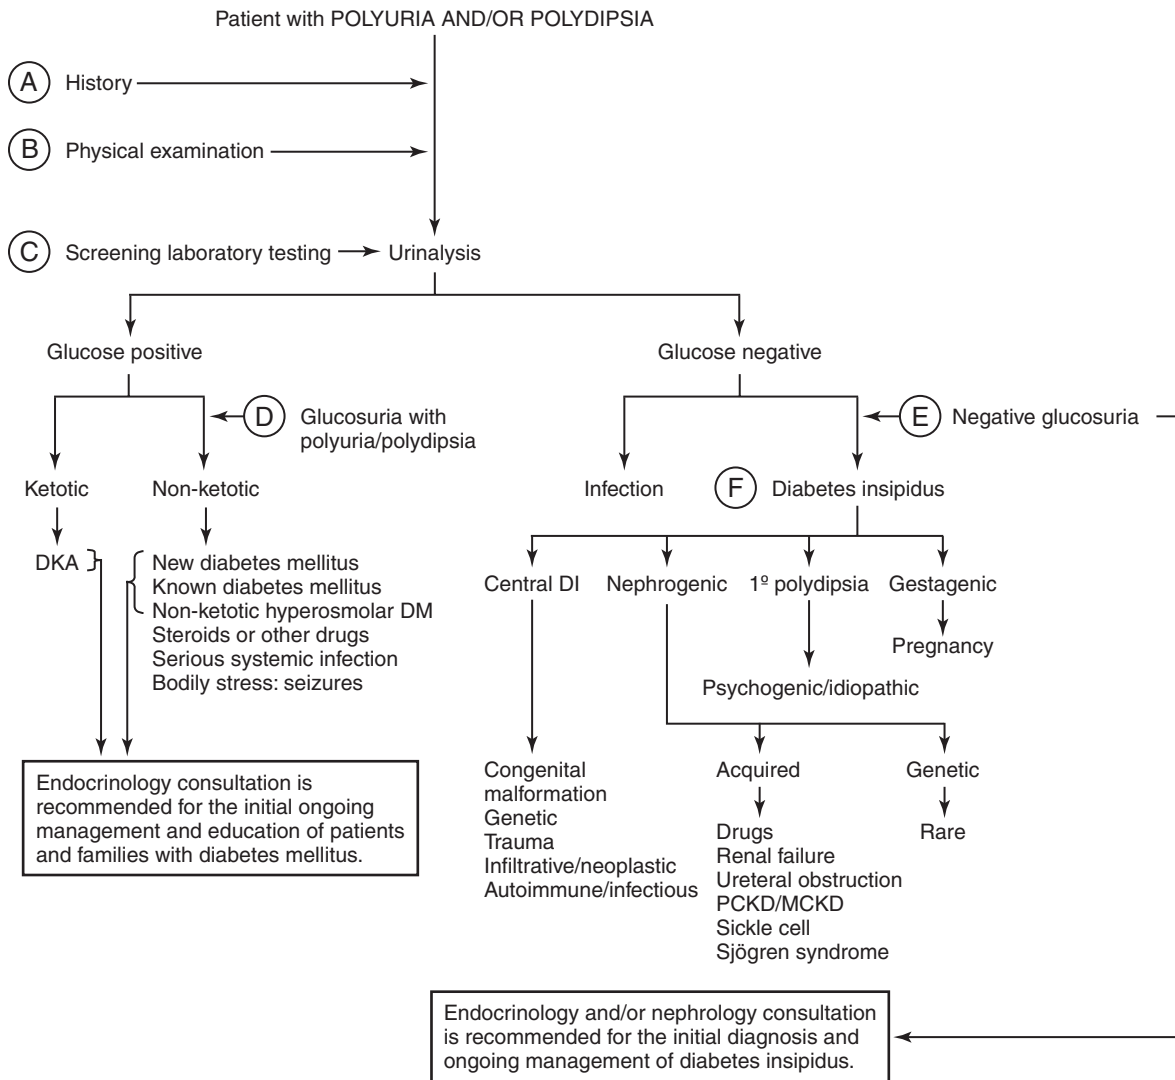 Patient with POLYURIA AND/OR POLYDIPSIA
A History
B Physical examination
C Screening laboratory testing
Urinalysis
Glucose positive
Glucose negative
D Glucosuria with
polyuria/polydipsia
E Negative glucosuria
Ketotic
Non-ketotic
Infection
F Diabetes insipidus
DKA
New diabetes mellitus
Known diabetes mellitus
Non-ketotic hyperosmolar DM
Steroids or other drugs
Serious systemic infection
Bodily stress: seizures
Central DI
Nephrogenic
1º polydipsia
Gestagenic
Pregnancy
Psychogenic/idiopathic
Endocrinology consultation is
recommended for the initial ongoing
management and education of patients
and families with diabetes mellitus.
Congenital
malformation
Genetic
Trauma
Infiltrative/neoplastic
Autoimmune/infectious
Acquired
Drugs
Renal failure
Ureteral obstruction
PCKD/MCKD
Sickle cell
Sjögren syndrome
Genetic
Rare
Endocrinology and/or nephrology consultation
is recommended for the initial diagnosis and
ongoing management of diabetes insipidus.